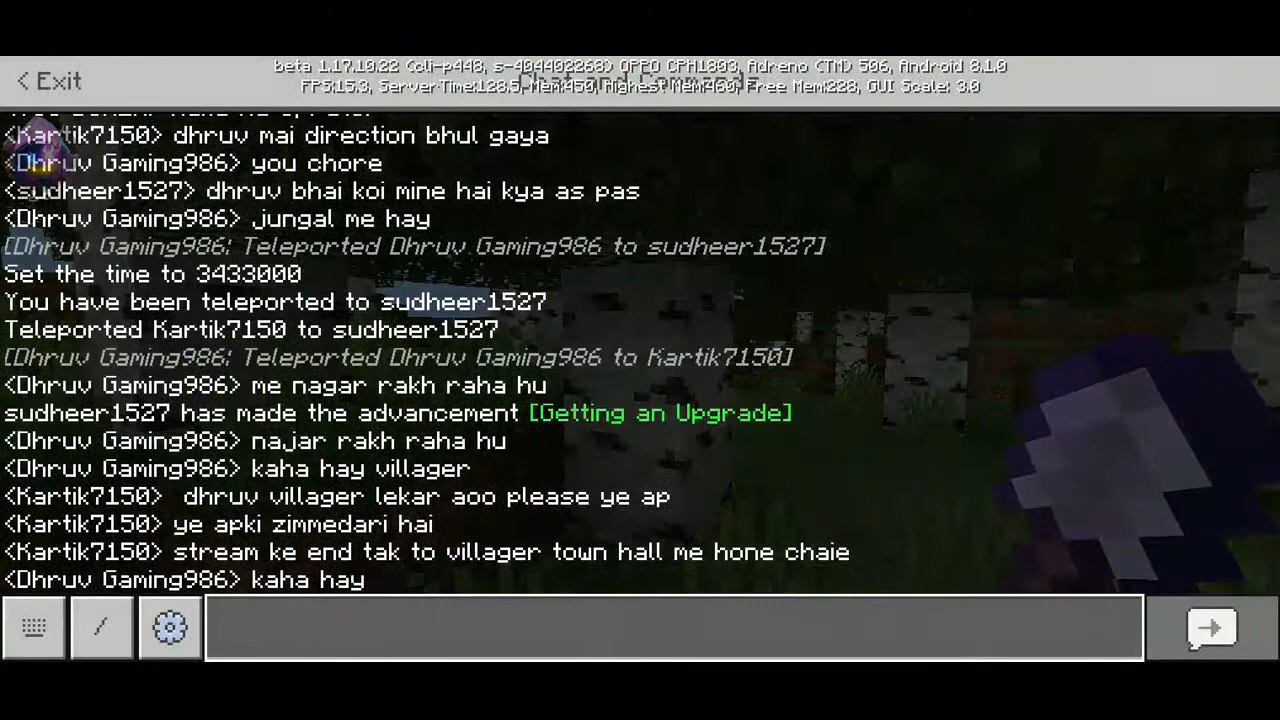 < Exit
Chat and Commands
beta 1.17.10.22 (oli-p448, s-404402268) OPPO CPH1803, Adreno (TM) 506, Android 8.1.0
FPS:15.3, ServerTime:128.5, Mem:450, Highest Mem:460, Free Mem:228, GUI Scale: 3.0
<Kartik7150> dhruv mai direction bhul gaya
<Dhruv Gaming986> you chore
<sudheer1527> dhruv bhai koi mine hai kya as pas
<Dhruv Gaming986> jungal me hay
[Dhruv Gaming986: Teleported Dhruv Gaming986 to sudheer1527]
Set the time to 3433000
You have been teleported to sudheer1527
Teleported Kartik7150 to sudheer1527
[Dhruv Gaming986: Teleported Dhruv Gaming986 to Kartik7150]
<Dhruv Gaming986> me nagar rakh raha hu
sudheer1527 has made the advancement [Getting an Upgrade]
<Dhruv Gaming986> najar rakh raha hu
<Dhruv Gaming986> kaha hay villager
<Kartik7150> dhruv villager lekar aoo please ye ap
<Kartik7150> ye apki zimmedari hai
<Kartik7150> stream ke end tak to villager town hall me hone chaie
<Dhruv Gaming986> kaha hay
/